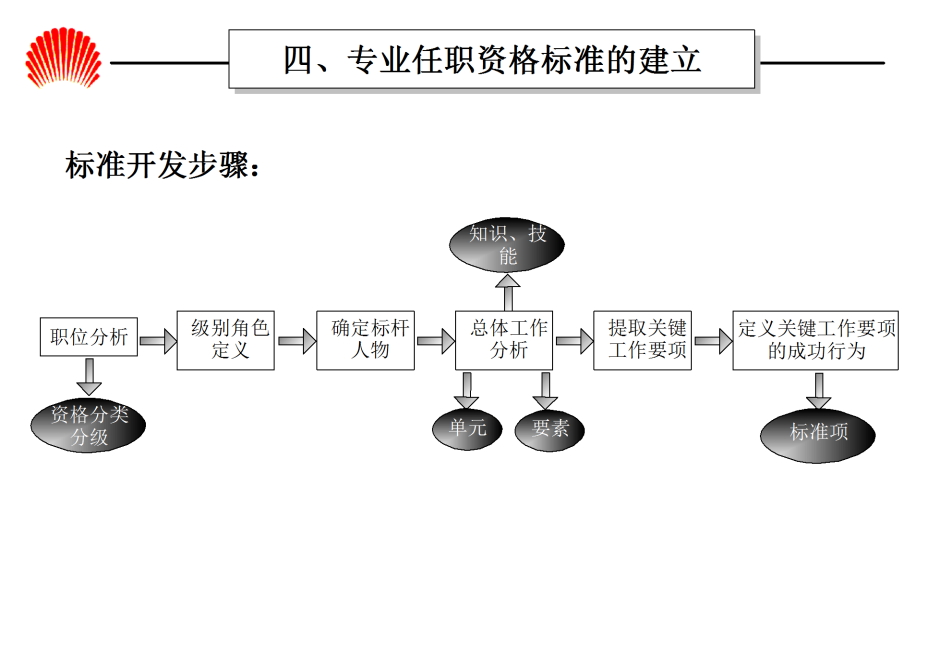 四、专业任职资格标准的建立
标准开发步骤：
知识、技
能
职位分析
级别角色
定义
确定标杆
人物
总体工作
分析
提取关键
工作要项
定义关键工作要项
的成功行为
资格分类
分级
单元
要素
标准项